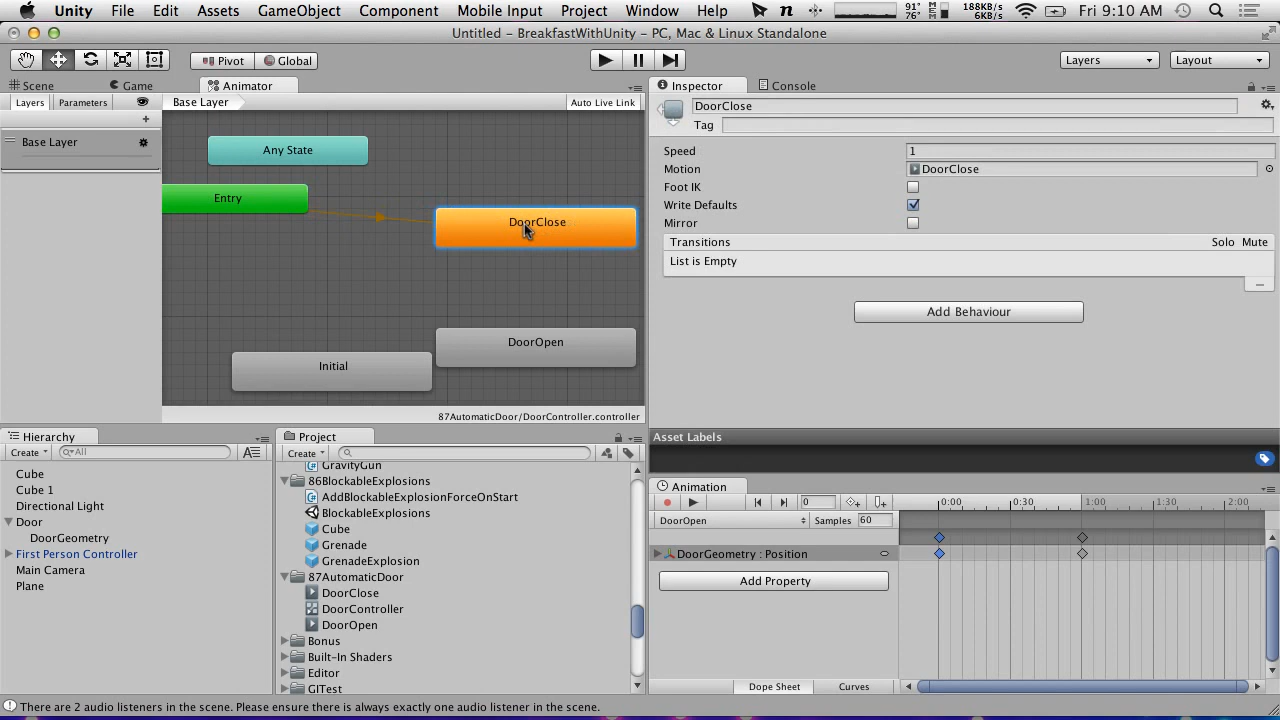 Unity File Edit Assets GameObject Component Mobile Input Project Window Help 91° 76° MEM 188KB 6KB/s Fri 9:10 AM
Untitled - BreakfastWithUnity - PC, Mac & Linux Standalone
Pivot Global Layers Layout
Scene Game Animator Inspector Console
Layers Parameters Base Layer Auto Live Link
DoorClose
+
Tag
Base Layer
Any State
Entry
DoorClose
DoorOpen
Initial
87AutomaticDoor/DoorController.controller
Speed 1
Motion DoorClose
Foot IK
Write Defaults
Mirror
Transitions Solo Mute
List is Empty
Add Behaviour
Asset Labels
Hierarchy
Create All
Cube
Cube 1
Directional Light
Door
DoorGeometry
First Person Controller
Main Camera
Plane
Project
Create
GravityGun
86BlockableExplosions
AddBlockableExplosionForceOnStart
BlockableExplosions
Cube
Grenade
GrenadeExplosion
87AutomaticDoor
DoorClose
DoorController
DoorOpen
Bonus
Built-In Shaders
Editor
GITest
Animation
0 0:00 0:30 1:00 1:30 2:00
DoorOpen Samples 60
DoorGeometry : Position
Add Property
Dope Sheet Curves
There are 2 audio listeners in the scene. Please ensure there is always exactly one audio listener in the scene.